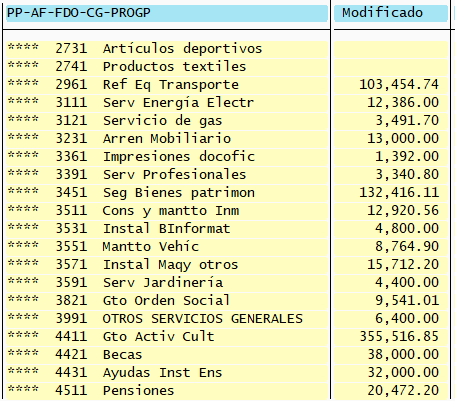 PP-AF-FDO-CG-PROGP Modificado
**** 2731 Artículos deportivos
**** 2741 Productos textiles
**** 2961 Ref Eq Transporte 103,454.74
**** 3111 Serv Energía Electr 12,386.00
**** 3121 Servicio de gas 3,491.70
**** 3231 Arren Mobiliario 13,000.00
**** 3361 Impresiones docofic 1,392.00
**** 3391 Serv Profesionales 3,340.80
**** 3451 Seg Bienes patrimon 132,416.11
**** 3511 Cons y mantto Inm 12,920.56
**** 3531 Instal BInformat 4,800.00
**** 3551 Mantto Vehíc 8,764.90
**** 3571 Instal Maqy otros 15,712.20
**** 3591 Serv Jardinería 4,400.00
**** 3821 Gto Orden Social 9,541.01
**** 3991 OTROS SERVICIOS GENERALES 6,400.00
**** 4411 Gto Activ Cult 355,516.85
**** 4421 Becas 38,000.00
**** 4431 Ayudas Inst Ens 32,000.00
**** 4511 Pensiones 20,472.20